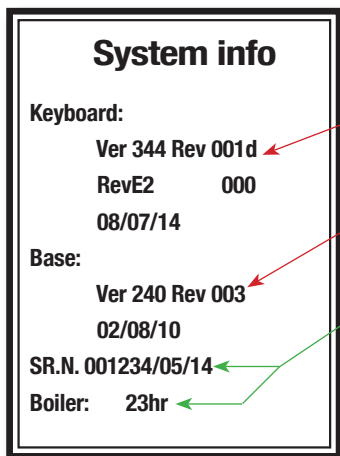 System info
Keyboard:
Ver 344 Rev 001d
RevE2 000
08/07/14
Base:
Ver 240 Rev 003
02/08/10
SR.N. 001234/05/14
Boiler: 23hr